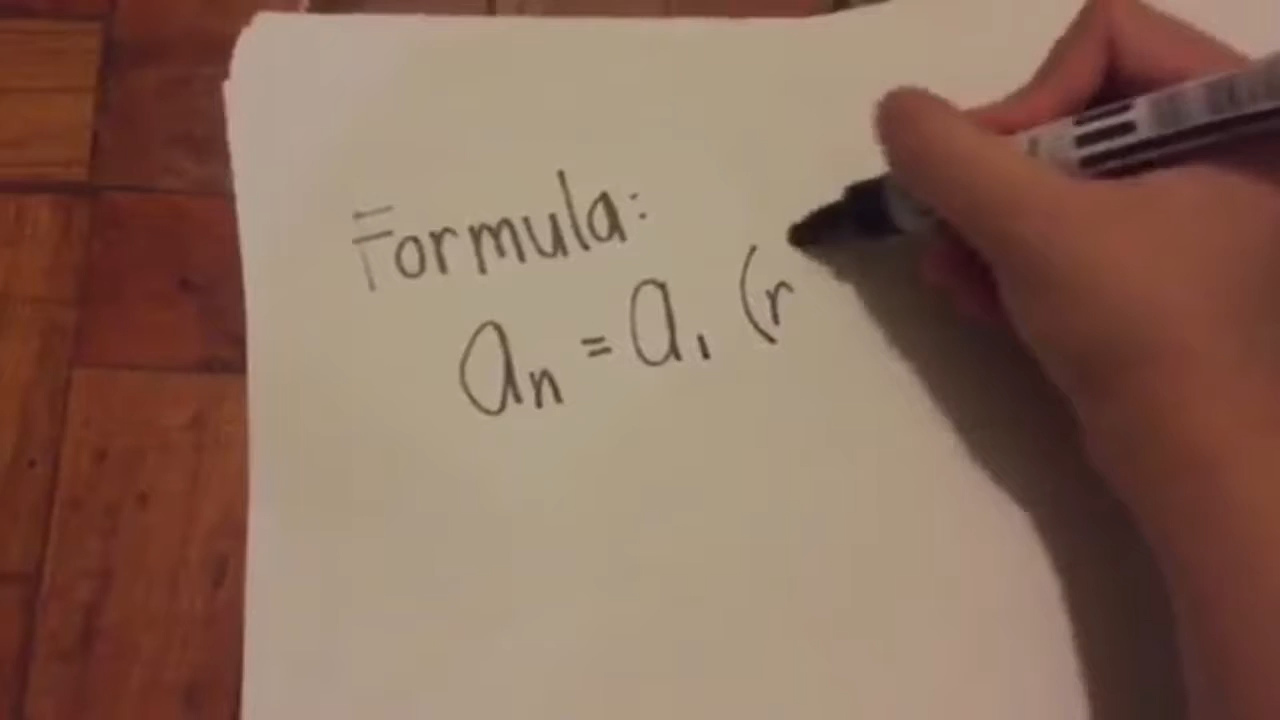 Formula:
aₙ = a₁ (r